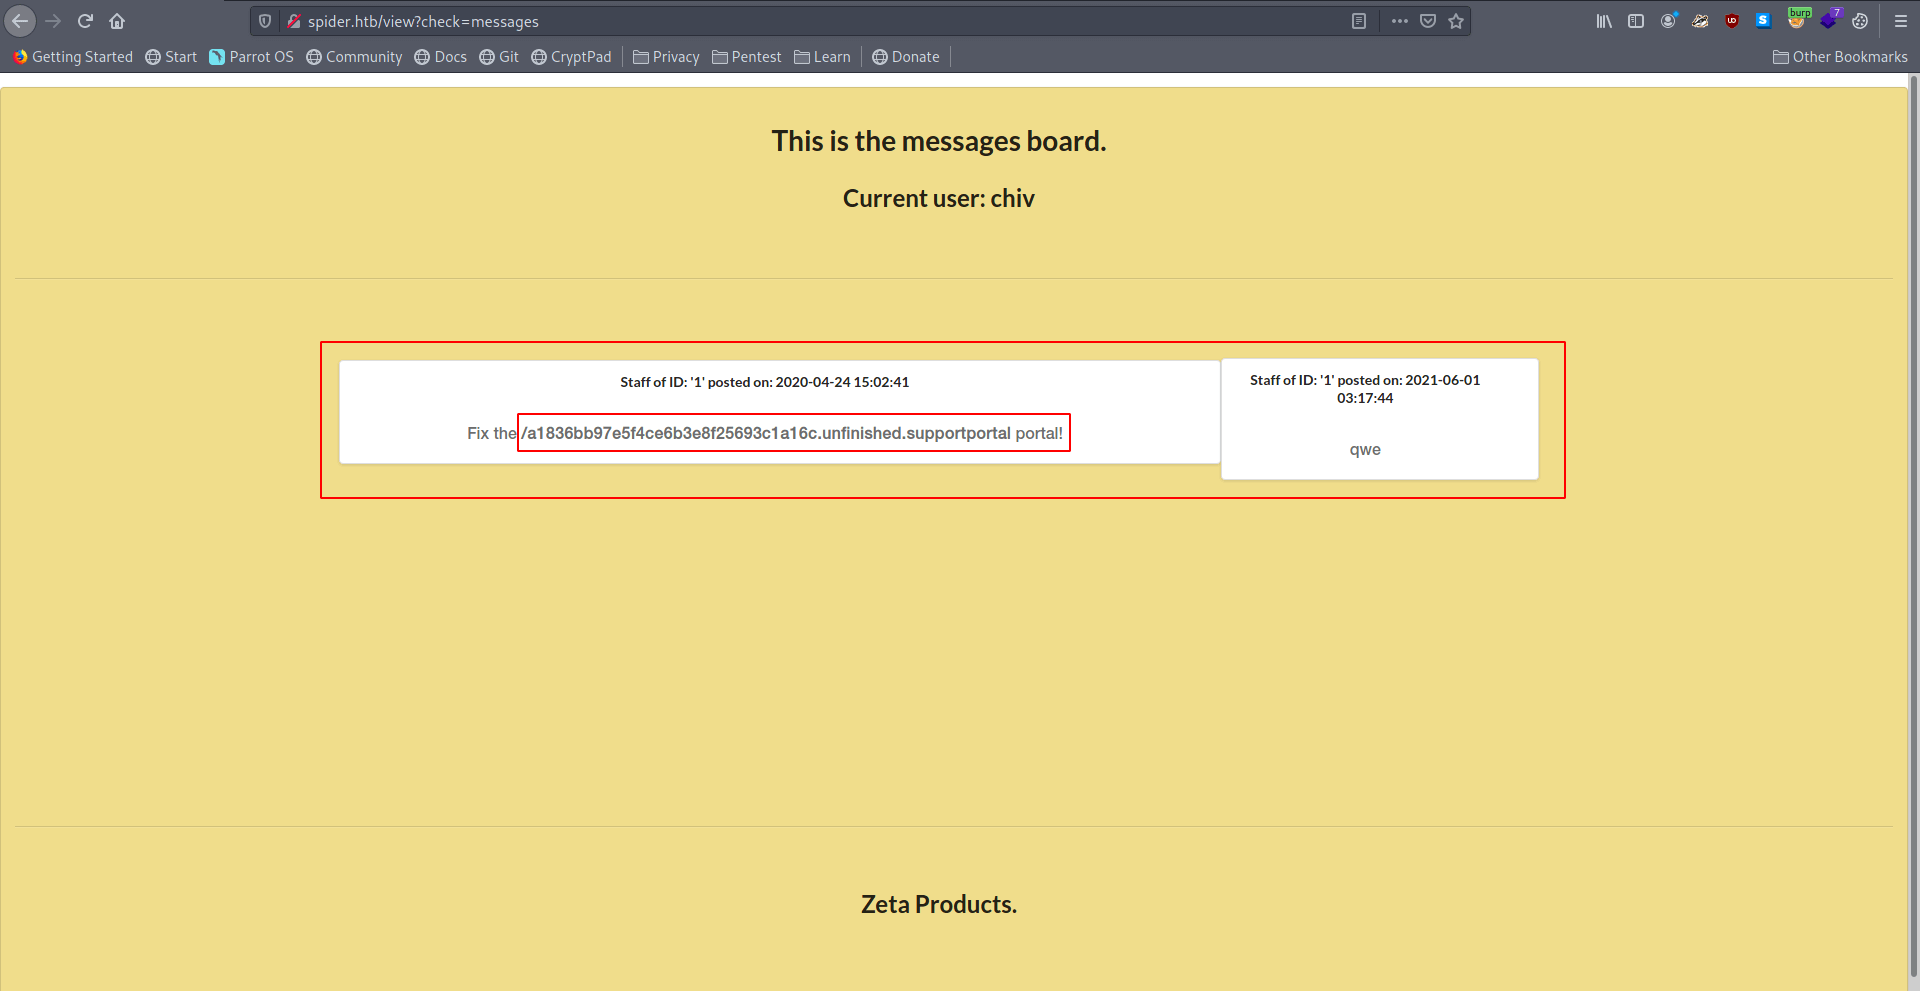 spider.htb/view?check=messages
burp
7
Getting Started Start Parrot OS Community Docs Git CryptPad Privacy Pentest Learn Donate Other Bookmarks
This is the messages board.
Current user: chiv
Staff of ID: '1' posted on: 2020-04-24 15:02:41
Fix the /a1836bb97e5f4ce6b3e8f25693c1a16c.unfinished.supportportal portal!
Staff of ID: '1' posted on: 2021-06-01
03:17:44
qwe
Zeta Products.